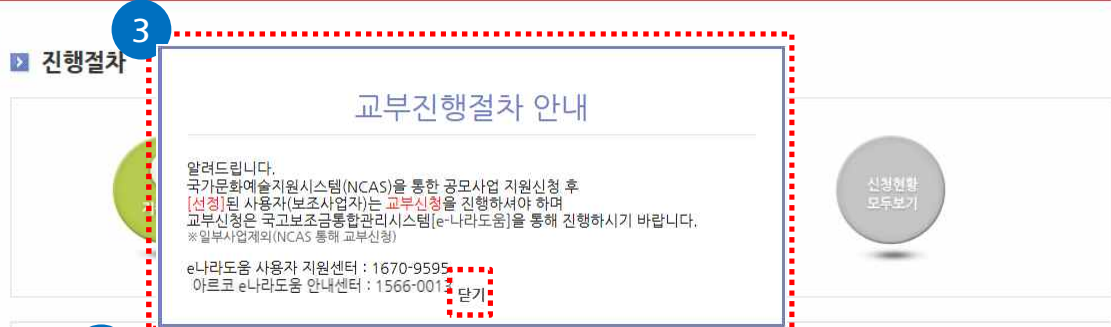 3
진행절차
교부진행절차 안내
알려드립니다.
국가문화예술지원시스템(NCAS)을 통한 공모사업 지원신청 후
[선정]된 사용자(보조사업자)는 교부신청을 진행하셔야 하며
교부신청은 국고보조금통합관리시스템[e-나라도움]을 통해 진행하시기 바랍니다.
※일부사업제외(NCAS 통해 교부신청)
e나라도움 사용자 지원센터 : 1670-9595
아르코 e나라도움 안내센터 : 1566-0013
닫기
신청현황
모두보기